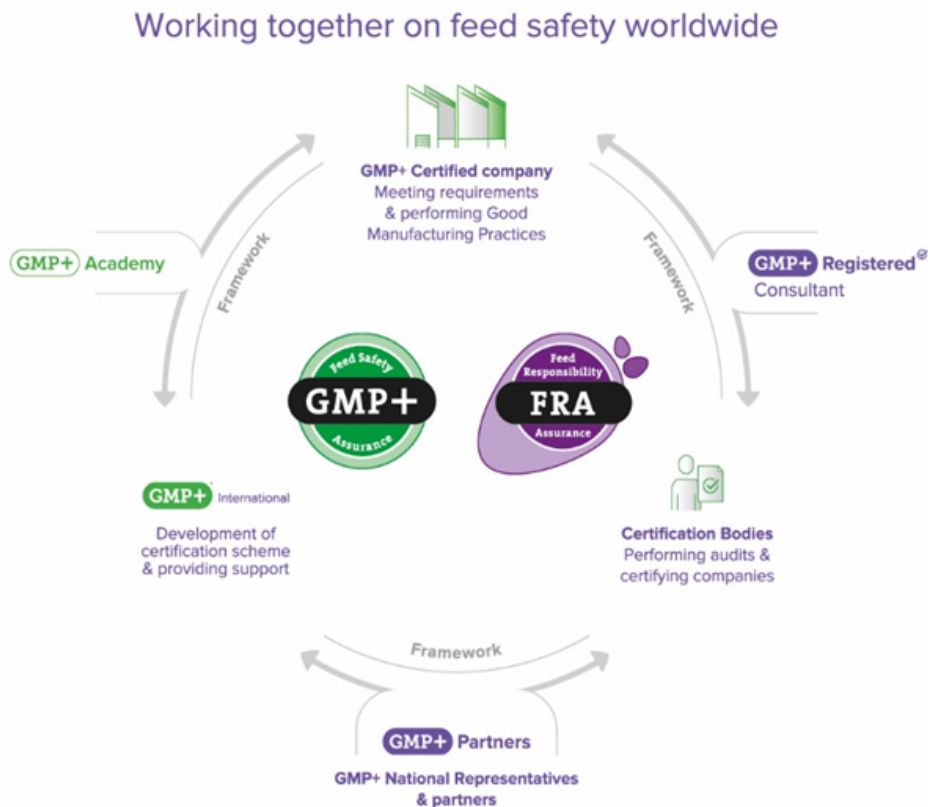 Working together on feed safety worldwide
GMP+ Certified company
Meeting requirements
& performing Good
Manufacturing Practices
GMP+ Academy
Framework
Framework
GMP+ Registered
Consultant
Feed Safety
GMP+
Assurance
Feed
Responsibility
FRA
Assurance
GMP+ International
Development of
certification scheme
& providing support
Certification Bodies
Performing audits &
certifying companies
Framework
GMP+ Partners
GMP+ National Representatives
& partners